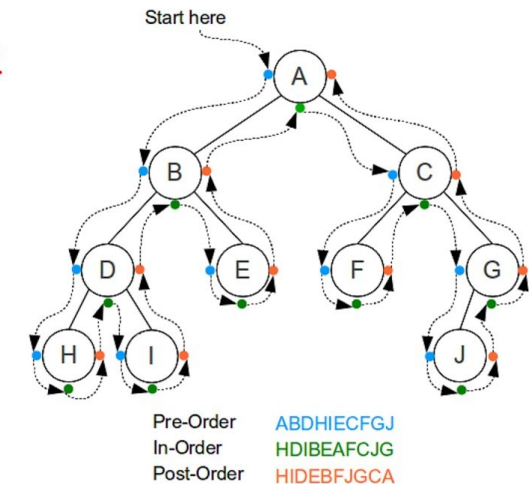 Start here
A
B
C
D
E
F
G
H
I
J
Pre-Order ABDHIECFGJ
In-Order HDIBEAFCJG
Post-Order HIDEBFJGCA